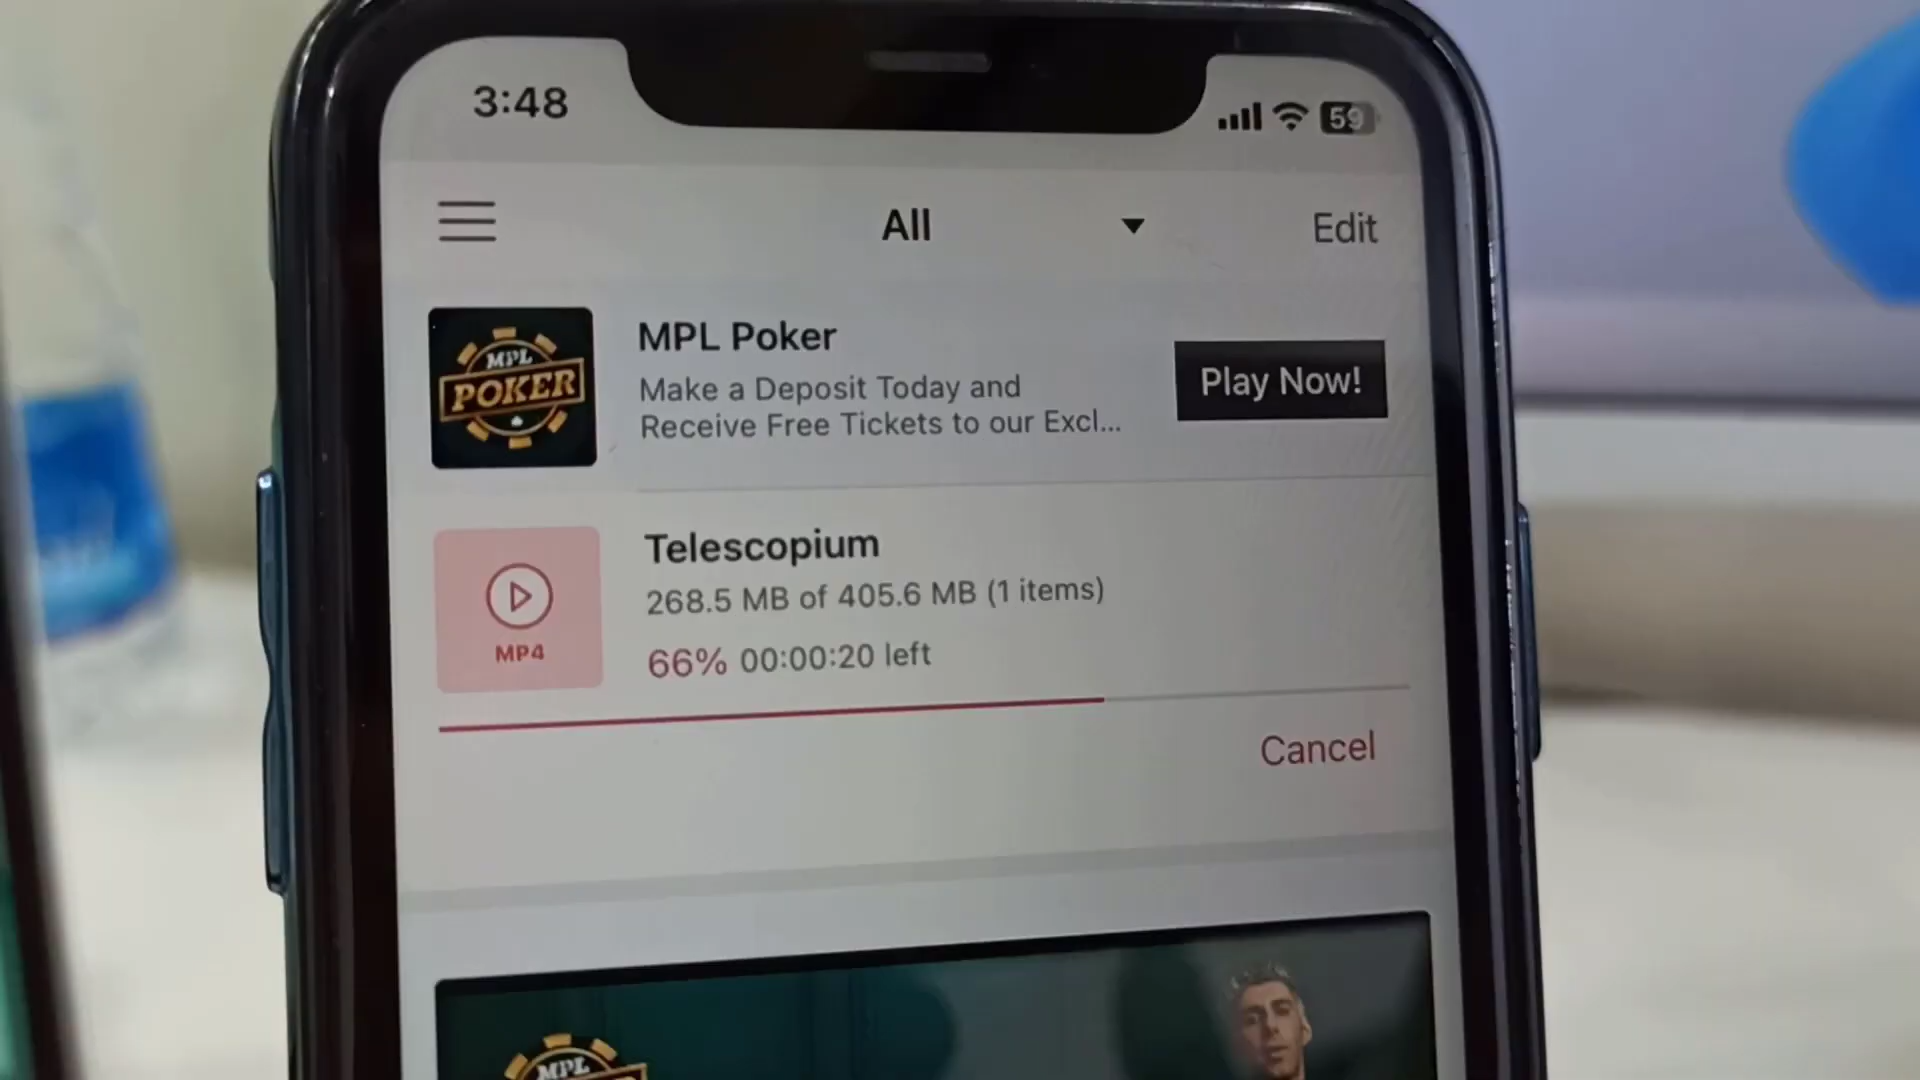 3:48
59
All
Edit
MPL
POKER
MPL Poker
Make a Deposit Today and
Receive Free Tickets to our Excl...
Play Now!
Telescopium
268.5 MB of 405.6 MB (1 items)
MP4
66% 00:00:20 left
Cancel
MPL